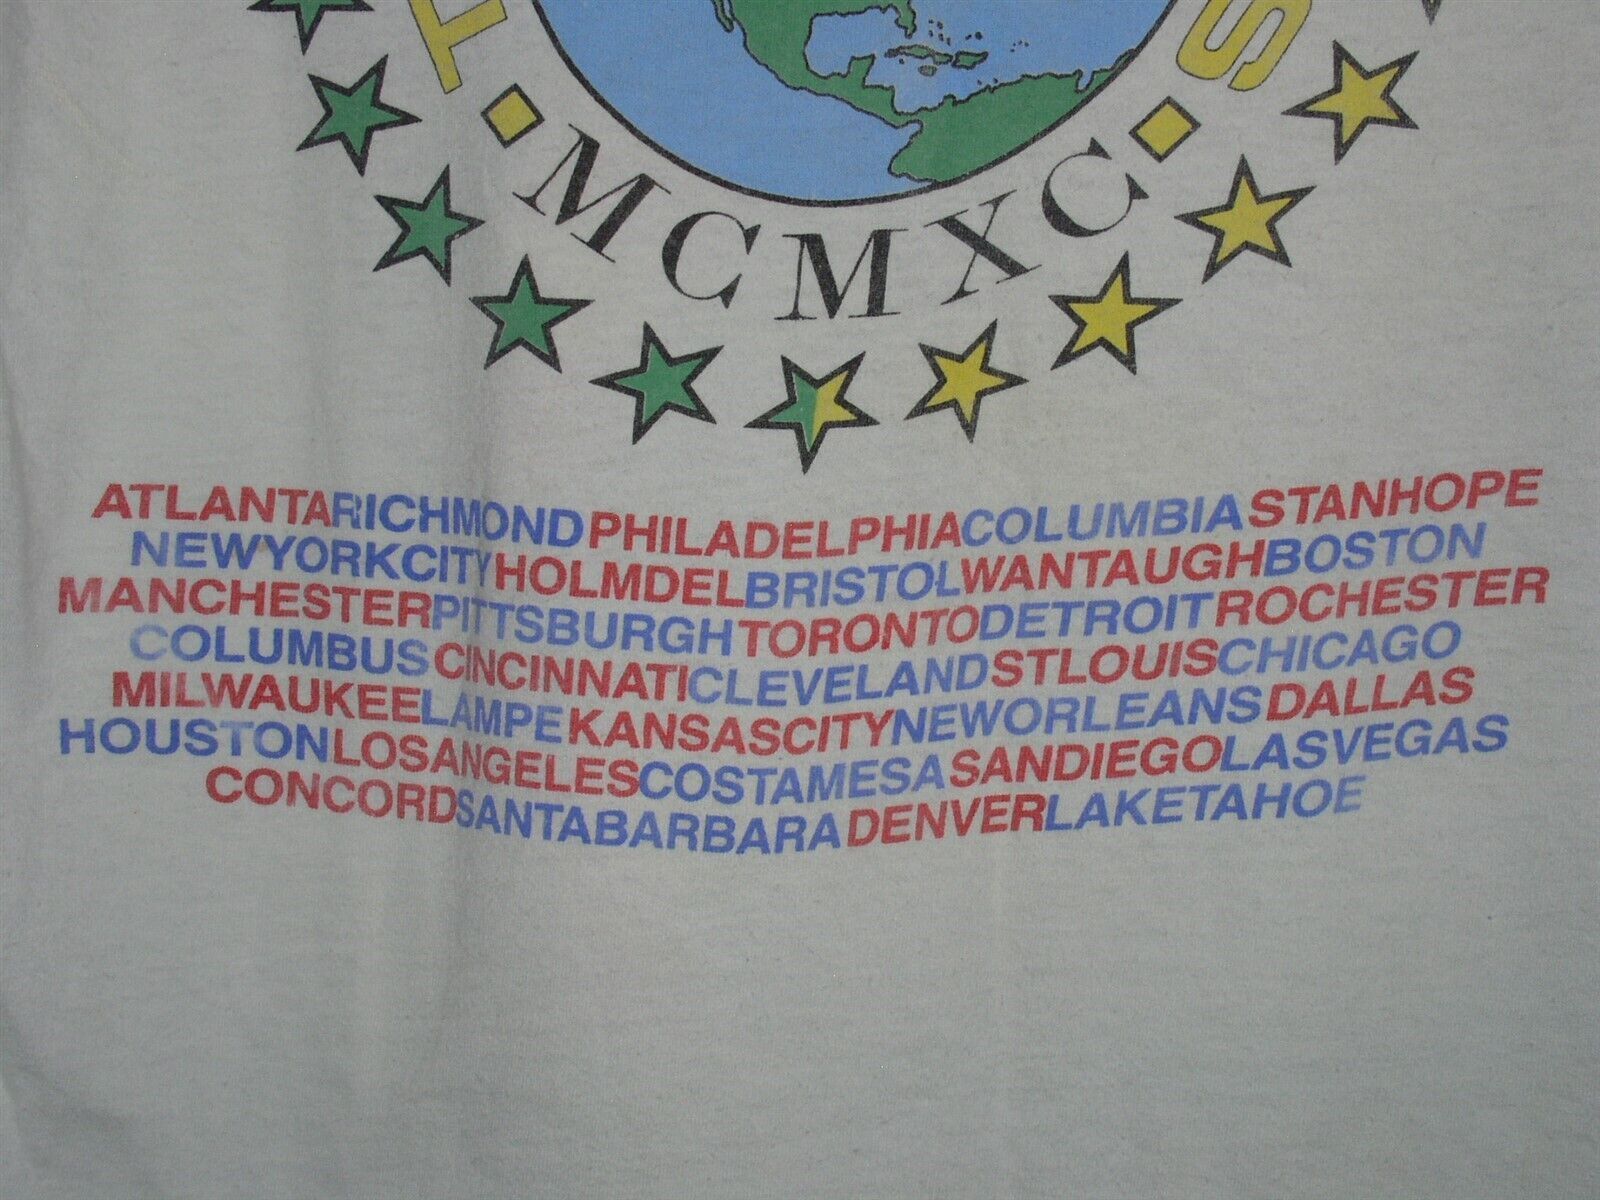 T S
MCMXC
ATLANTARICHMONDPHILADELPHIACOLUMBIASTANHOPE
NEWYORKCITYHOLMDELBRISTOLWANTAUGHBOSTON
MANCHESTERPITTSBURGHTORONTODETROITROCHESTER
COLUMBUSCINCINNATICLEVELANDSTLOUISCHICAGO
MILWAUKEELAMPEKANSASCITYNEWORLEANSDALLAS
HOUSTONLOSANGELESCOSTAMESASANDIEGOLASVEGAS
CONCORDSANTABARBARADENVERLAKETAHOE